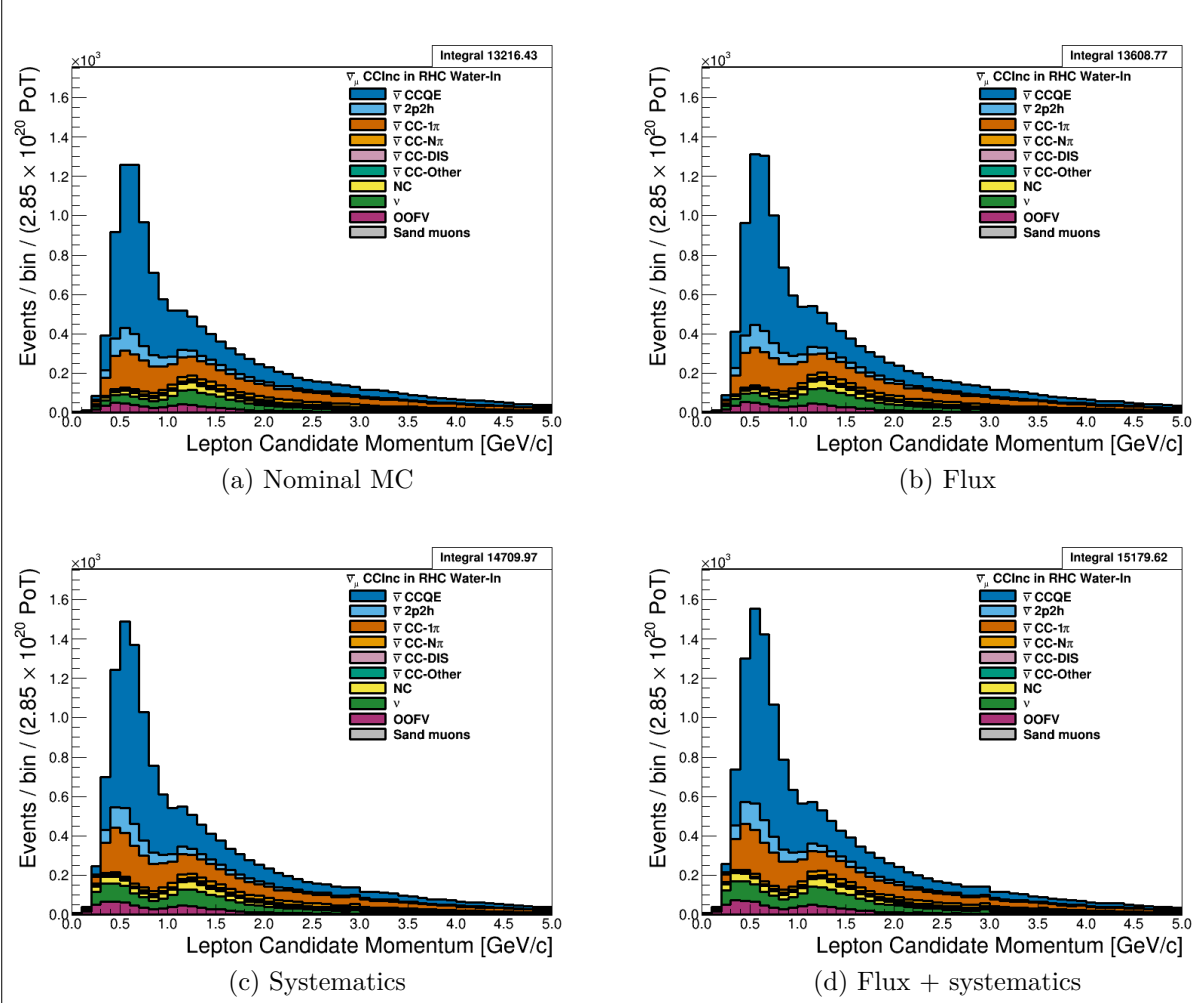 Integral 13216.43
×10³
ν̅μ CCInc in RHC Water-In
ν̅ CCQE
ν̅ 2p2h
ν̅ CC-1π
ν̅ CC-Nπ
ν̅ CC-DIS
ν̅ CC-Other
NC
ν
OOFV
Sand muons
Events / bin / (2.85 × 10²⁰ PoT)
1.6
1.4
1.2
1.0
0.8
0.6
0.4
0.2
0.0
0.0 0.5 1.0 1.5 2.0 2.5 3.0 3.5 4.0 4.5 5.0
Lepton Candidate Momentum [GeV/c]
(a) Nominal MC
Integral 13608.77
×10³
ν̅μ CCInc in RHC Water-In
ν̅ CCQE
ν̅ 2p2h
ν̅ CC-1π
ν̅ CC-Nπ
ν̅ CC-DIS
ν̅ CC-Other
NC
ν
OOFV
Sand muons
Events / bin / (2.85 × 10²⁰ PoT)
1.6
1.4
1.2
1.0
0.8
0.6
0.4
0.2
0.0
0.0 0.5 1.0 1.5 2.0 2.5 3.0 3.5 4.0 4.5 5.0
Lepton Candidate Momentum [GeV/c]
(b) Flux
Integral 14709.97
×10³
ν̅μ CCInc in RHC Water-In
ν̅ CCQE
ν̅ 2p2h
ν̅ CC-1π
ν̅ CC-Nπ
ν̅ CC-DIS
ν̅ CC-Other
NC
ν
OOFV
Sand muons
Events / bin / (2.85 × 10²⁰ PoT)
1.6
1.4
1.2
1.0
0.8
0.6
0.4
0.2
0.0
0.0 0.5 1.0 1.5 2.0 2.5 3.0 3.5 4.0 4.5 5.0
Lepton Candidate Momentum [GeV/c]
(c) Systematics
Integral 15179.62
×10³
ν̅μ CCInc in RHC Water-In
ν̅ CCQE
ν̅ 2p2h
ν̅ CC-1π
ν̅ CC-Nπ
ν̅ CC-DIS
ν̅ CC-Other
NC
ν
OOFV
Sand muons
Events / bin / (2.85 × 10²⁰ PoT)
1.6
1.4
1.2
1.0
0.8
0.6
0.4
0.2
0.0
0.0 0.5 1.0 1.5 2.0 2.5 3.0 3.5 4.0 4.5 5.0
Lepton Candidate Momentum [GeV/c]
(d) Flux + systematics